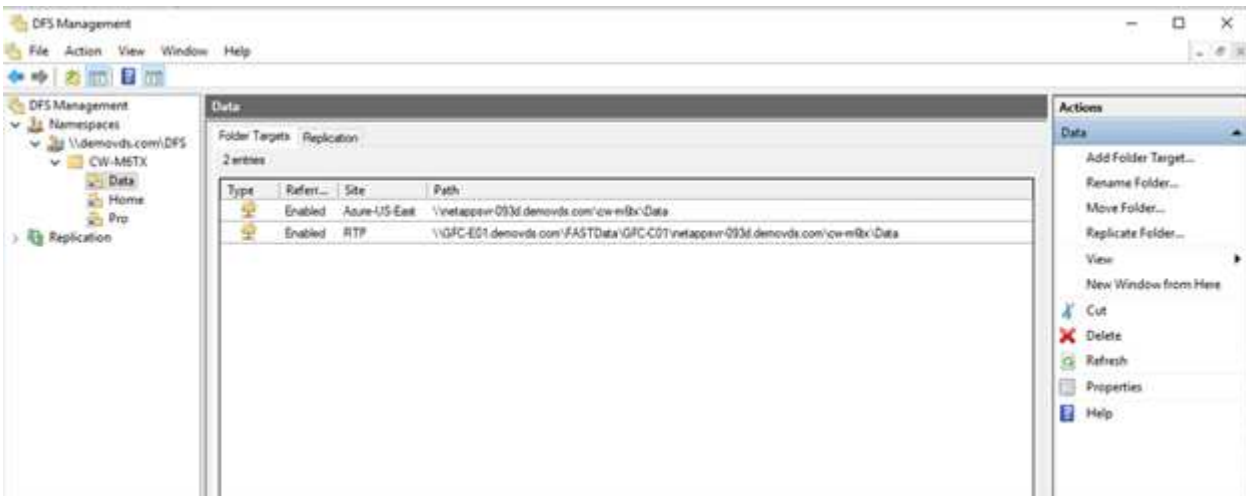 DFS Management
File Action View Window Help
DFS Management
Namespaces
\\demovds.com\DFS
CW-M6TX
Data
Home
Pro
Replication
Data
Folder Targets Replication
2 entries
Type Referr... Site Path
Enabled Azure-US-East \\netappsvr-093d.demovds.com\cw-m6tx\Data
Enabled RTP \\GFC-E01.demovds.com\FASTData\GFC-C01\netappsvr-093d.demovds.com\cw-m6tx\Data
Actions
Data
Add Folder Target...
Rename Folder...
Move Folder...
Replicate Folder...
View
New Window from Here
Cut
Delete
Refresh
Properties
Help